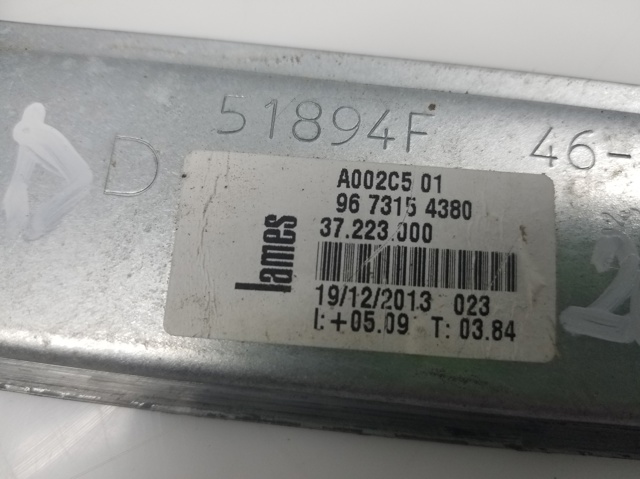 D 51894F 46-
A002C5 01
96 7315 4380
37.223.000
lames
19/12/2013 023
I:+05.09 T: 03.84